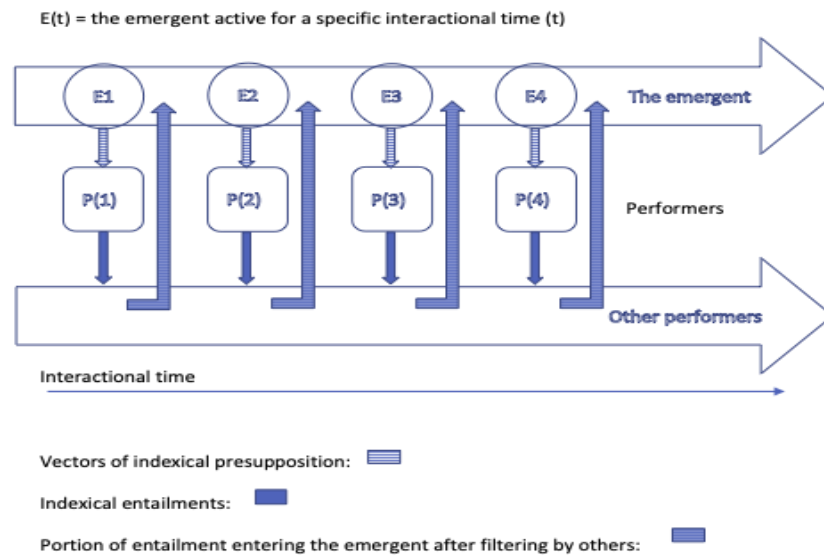 E(t) = the emergent active for a specific interactional time (t)
E1 E2 E3 E4 The emergent
P(1) P(2) P(3) P(4)
Performers
Other performers
Interactional time
Vectors of indexical presupposition:
Indexical entailments:
Portion of entailment entering the emergent after filtering by others: